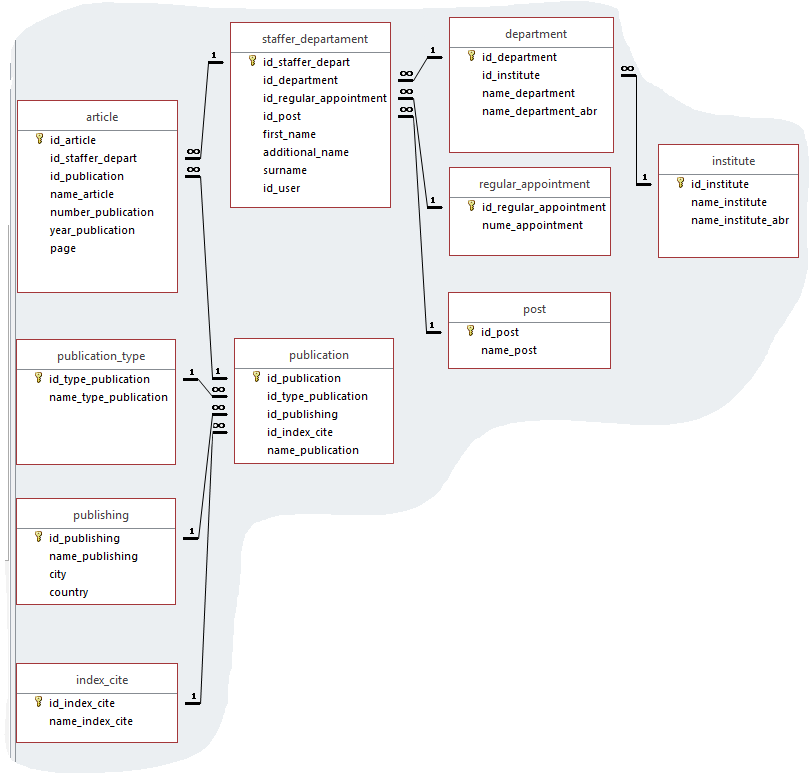 staffer_departament
id_staffer_depart
id_department
id_regular_appointment
id_post
first_name
additional_name
surname
id_user
department
id_department
id_institute
name_department
name_department_abr
article
id_article
id_staffer_depart
id_publication
name_article
number_publication
year_publication
page
regular_appointment
id_regular_appointment
nume_appointment
institute
id_institute
name_institute
name_institute_abr
post
id_post
name_post
publication_type
id_type_publication
name_type_publication
publication
id_publication
id_type_publication
id_publishing
id_index_cite
name_publication
publishing
id_publishing
name_publishing
city
country
index_cite
id_index_cite
name_index_cite
1
∞
1
∞
∞
∞
∞
1
∞
1
1
1
1
∞
∞
∞
1
1